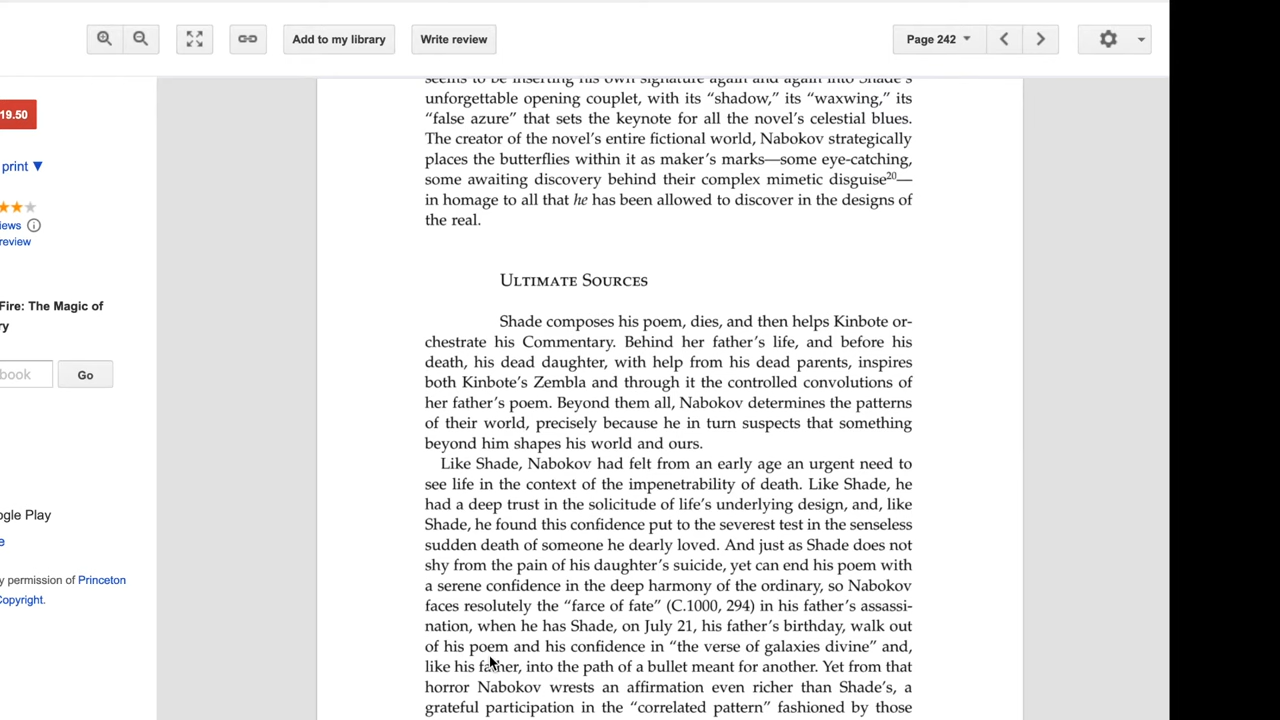 Add to my library
Write review
Page 242
19.50
print ▼
iews
review
Fire: The Magic of
ry
book
Go
ogle Play
e
y permission of Princeton
Copyright.
seems to be inserting his own signature again and again into Shade's
unforgettable opening couplet, with its “shadow,” its “waxwing,” its
“false azure” that sets the keynote for all the novel’s celestial blues.
The creator of the novel’s entire fictional world, Nabokov strategically
places the butterflies within it as maker’s marks—some eye-catching,
some awaiting discovery behind their complex mimetic disguise20—
in homage to all that he has been allowed to discover in the designs of
the real.
ULTIMATE SOURCES
Shade composes his poem, dies, and then helps Kinbote or-
chestrate his Commentary. Behind her father’s life, and before his
death, his dead daughter, with help from his dead parents, inspires
both Kinbote’s Zembla and through it the controlled convolutions of
her father’s poem. Beyond them all, Nabokov determines the patterns
of their world, precisely because he in turn suspects that something
beyond him shapes his world and ours.
Like Shade, Nabokov had felt from an early age an urgent need to
see life in the context of the impenetrability of death. Like Shade, he
had a deep trust in the solicitude of life’s underlying design, and, like
Shade, he found this confidence put to the severest test in the senseless
sudden death of someone he dearly loved. And just as Shade does not
shy from the pain of his daughter’s suicide, yet can end his poem with
a serene confidence in the deep harmony of the ordinary, so Nabokov
faces resolutely the “farce of fate” (C.1000, 294) in his father’s assassi-
nation, when he has Shade, on July 21, his father’s birthday, walk out
of his poem and his confidence in “the verse of galaxies divine” and,
like his father, into the path of a bullet meant for another. Yet from that
horror Nabokov wrests an affirmation even richer than Shade’s, a
grateful participation in the “correlated pattern” fashioned by those